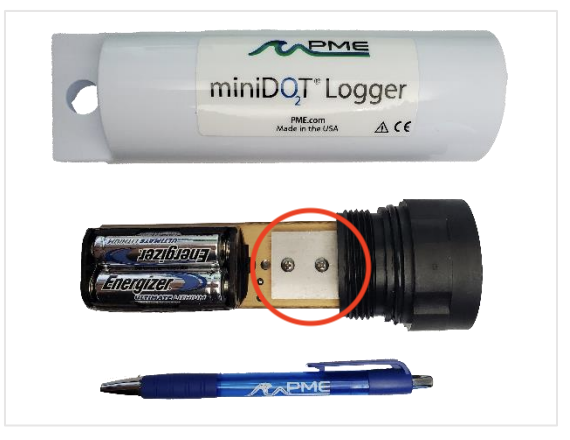 PME
miniDO₂T® Logger
PME.com
Made in the USA
CE
Energizer
ULTIMATE LITHIUM
Energizer
ULTIMATE LITHIUM
PME